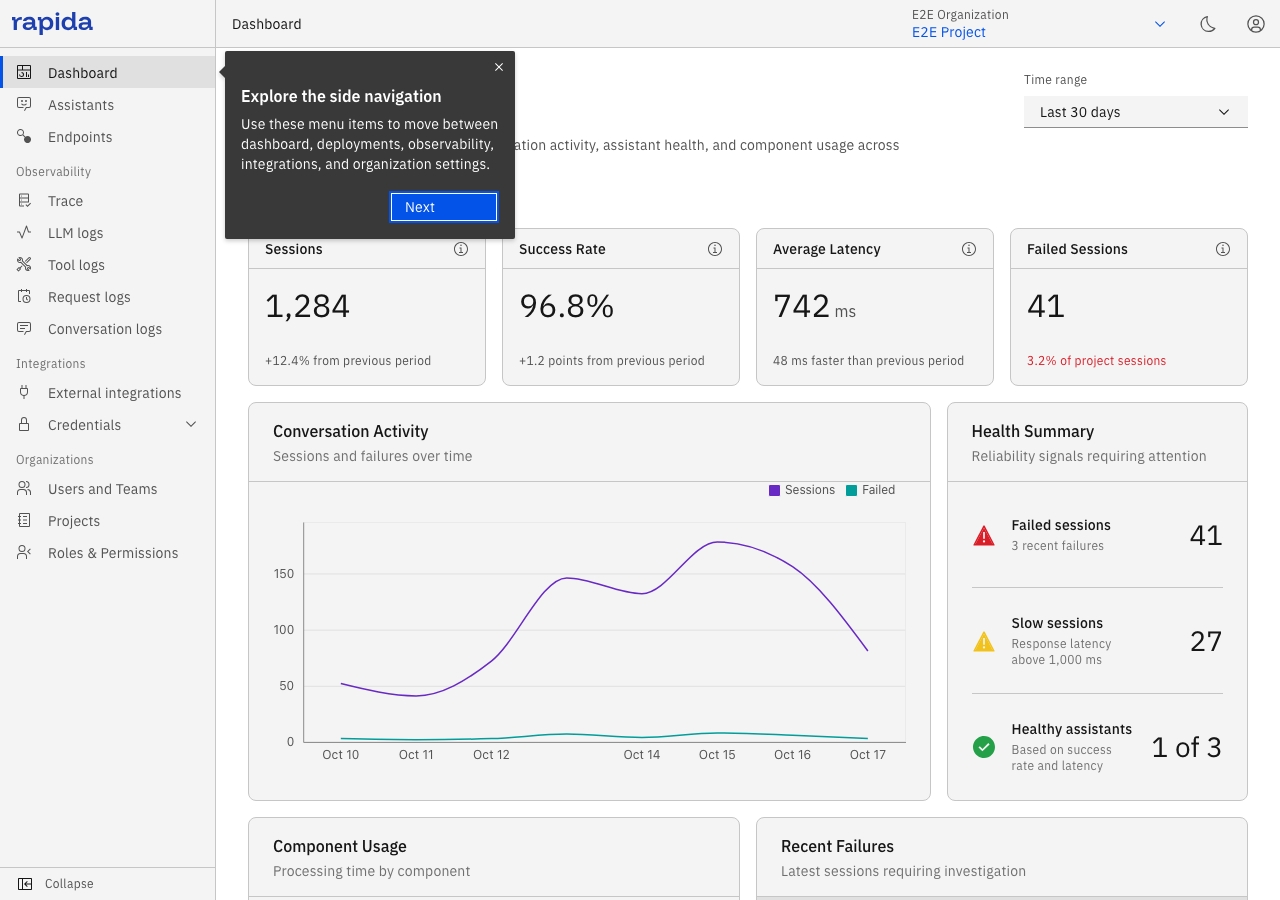 rapida
Dashboard
E2E Organization
E2E Project
Dashboard
Assistants
Endpoints
Observability
Trace
LLM logs
Tool logs
Request logs
Conversation logs
Integrations
External integrations
Credentials
Organizations
Users and Teams
Projects
Roles & Permissions
Collapse
Explore the side navigation
Use these menu items to move between
dashboard, deployments, observability,
integrations, and organization settings.
Next
Time range
Last 30 days
activity, assistant health, and component usage across
Sessions
1,284
+12.4% from previous period
Success Rate
96.8%
+1.2 points from previous period
Average Latency
742 ms
48 ms faster than previous period
Failed Sessions
41
3.2% of project sessions
Conversation Activity
Sessions and failures over time
Sessions Failed
150
100
50
0
Oct 10 Oct 11 Oct 12 Oct 14 Oct 15 Oct 16 Oct 17
Health Summary
Reliability signals requiring attention
Failed sessions
3 recent failures
41
Slow sessions
Response latency
above 1,000 ms
27
Healthy assistants
Based on success
rate and latency
1 of 3
Component Usage
Processing time by component
Recent Failures
Latest sessions requiring investigation